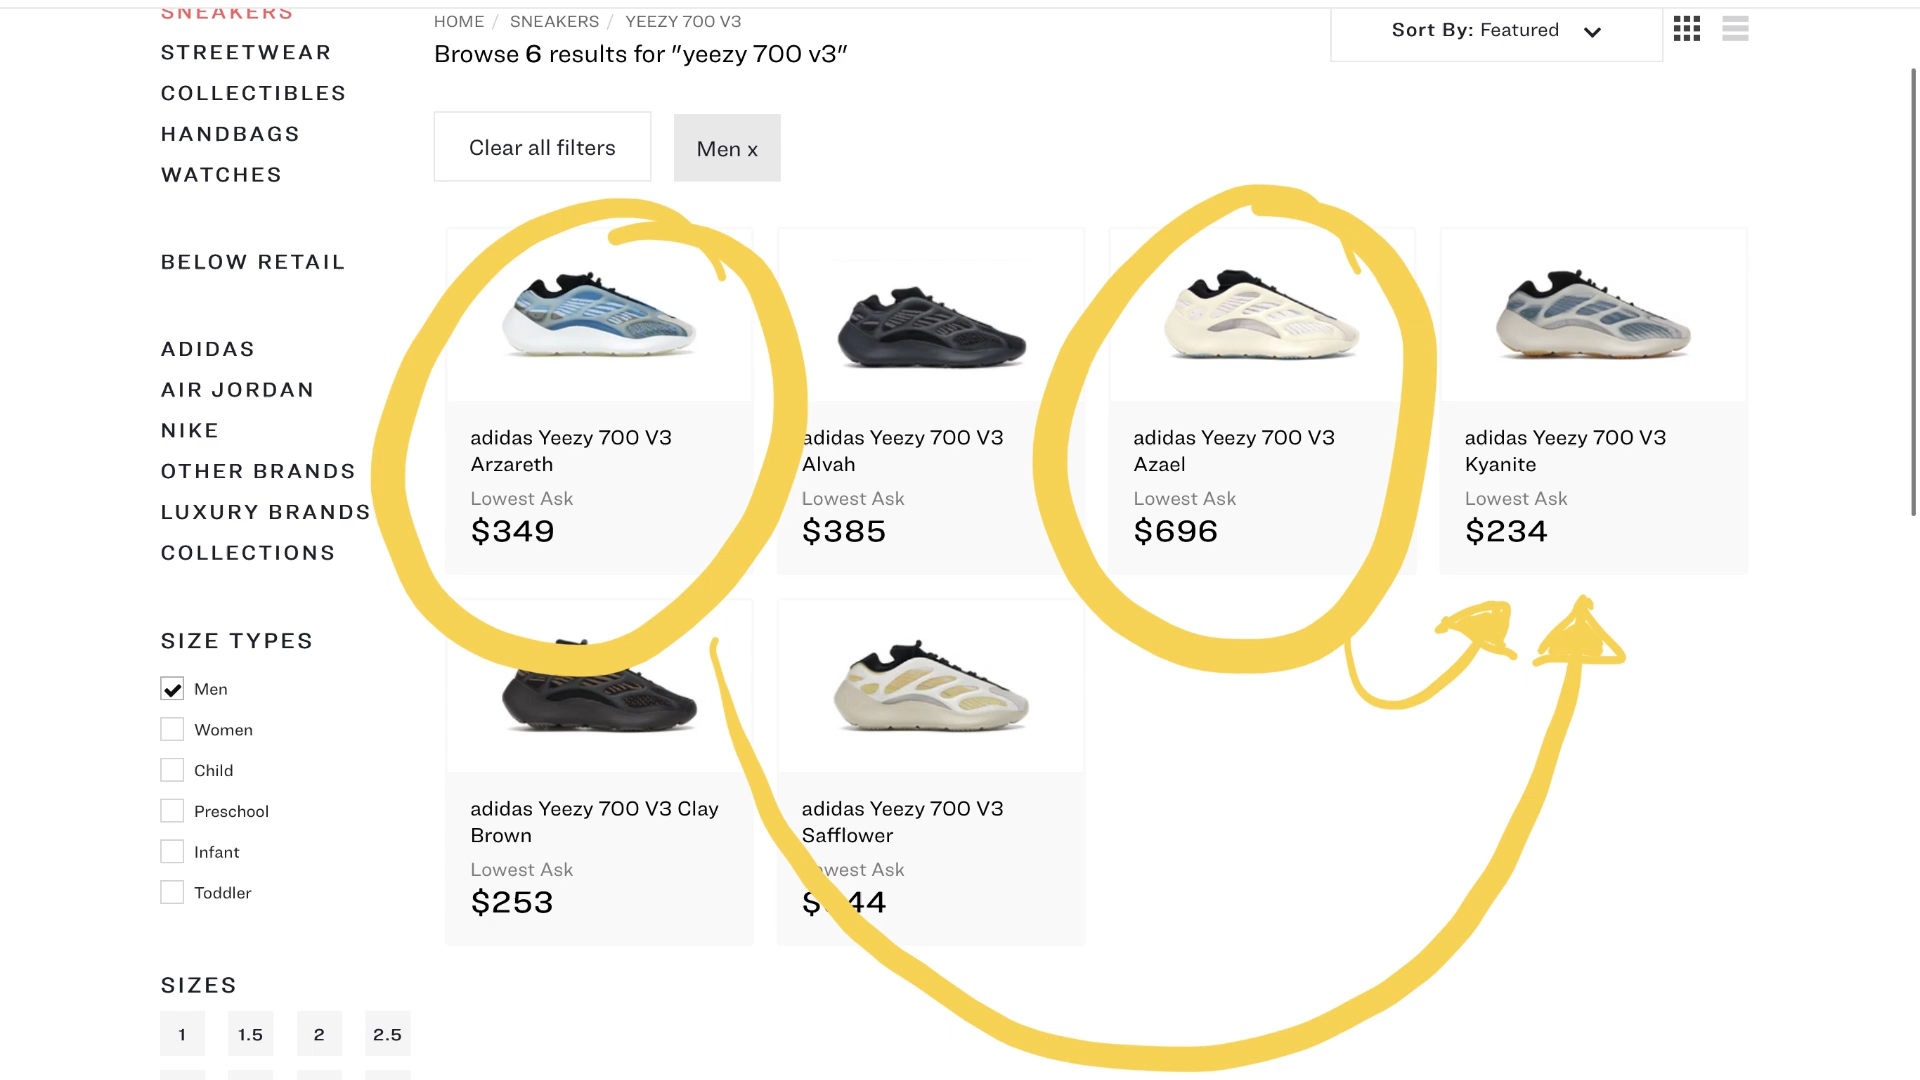 SNEAKERS
STREETWEAR
COLLECTIBLES
HANDBAGS
WATCHES
BELOW RETAIL
ADIDAS
AIR JORDAN
NIKE
OTHER BRANDS
LUXURY BRANDS
COLLECTIONS
SIZE TYPES
Men
Women
Child
Preschool
Infant
Toddler
SIZES
1 1.5 2 2.5
HOME / SNEAKERS / YEEZY 700 V3
Browse 6 results for "yeezy 700 v3"
Sort By: Featured
Clear all filters
Men x
adidas Yeezy 700 V3
Arzareth
Lowest Ask
$349
adidas Yeezy 700 V3
Alvah
Lowest Ask
$385
adidas Yeezy 700 V3
Azael
Lowest Ask
$696
adidas Yeezy 700 V3
Kyanite
Lowest Ask
$234
adidas Yeezy 700 V3 Clay
Brown
Lowest Ask
$253
adidas Yeezy 700 V3
Safflower
Lowest Ask